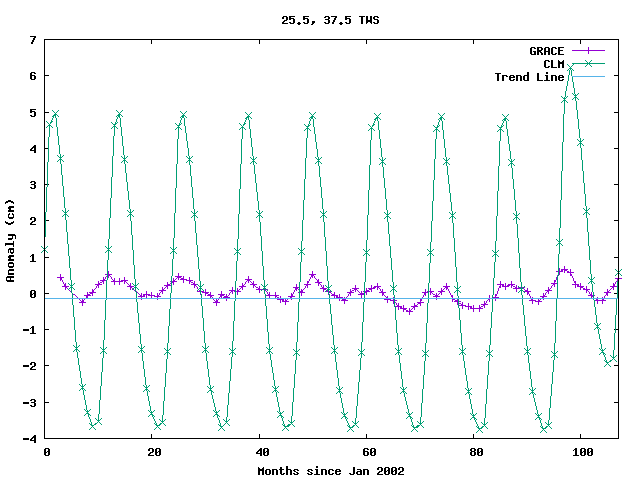 25.5, 37.5 TWS
GRACE
CLM
Trend Line
7
6
5
4
3
2
1
0
-1
-2
-3
-4
Anomaly (cm)
0 20 40 60 80 100
Months since Jan 2002